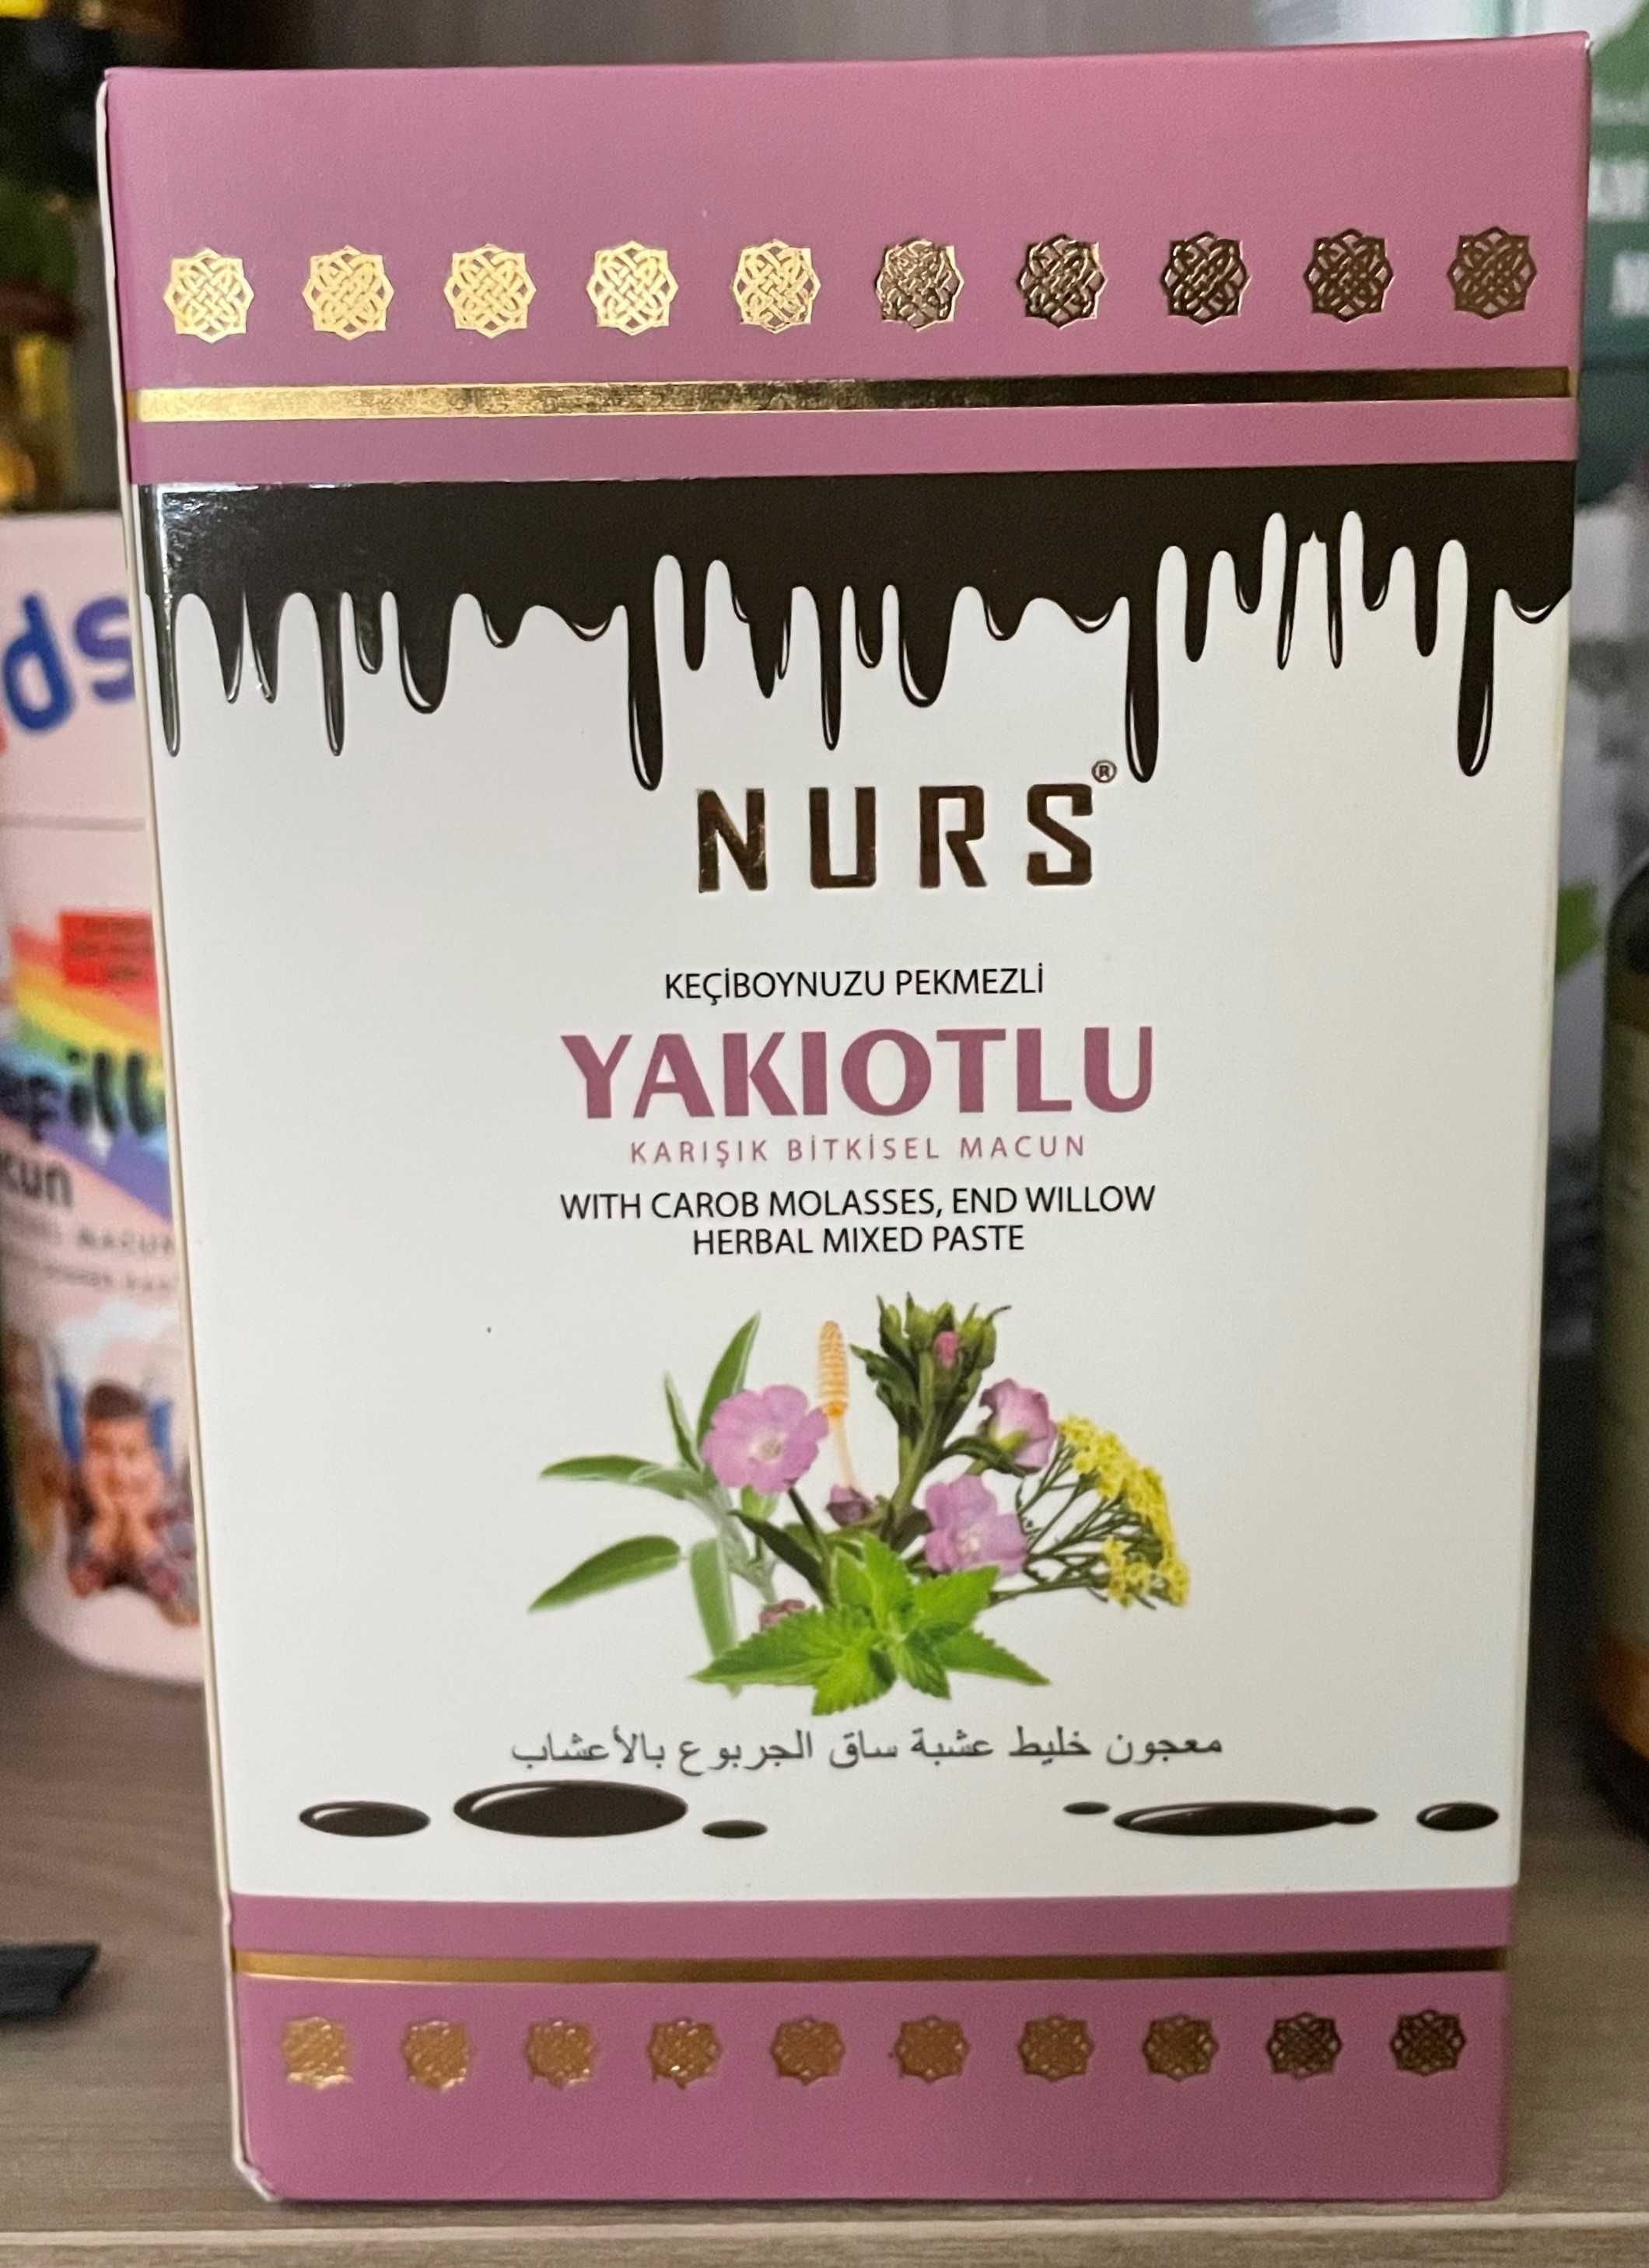 NURS®
KEÇİBOYNUZU PEKMEZLİ
YAKIOTLU
KARIŞIK BİTKİSEL MACUN
WITH CAROB MOLASSES, END WILLOW
HERBAL MIXED PASTE
معجون خليط عشبة ساق الجربوع بالأعشاب